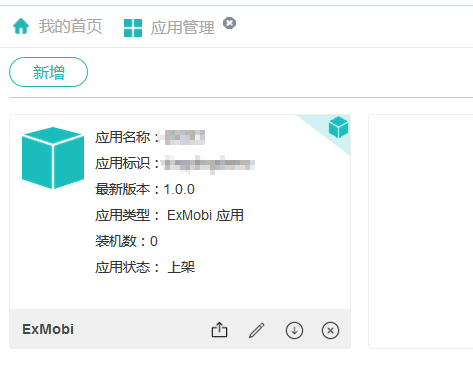 我的首页 应用管理
新增
应用名称：
应用标识：
最新版本：1.0.0
应用类型： ExMobi 应用
装机数：0
应用状态： 上架
ExMobi